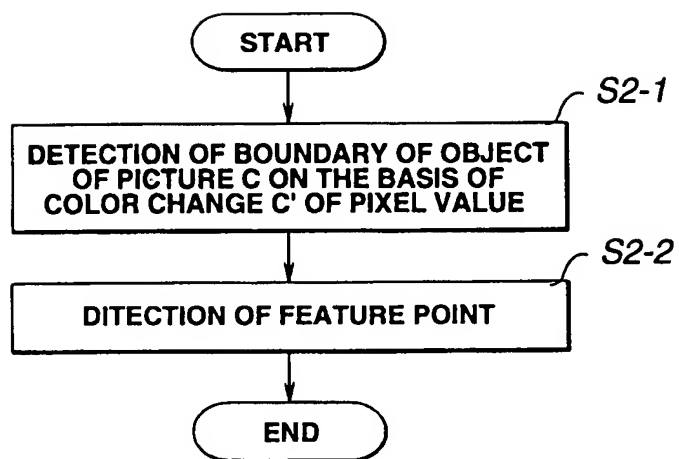 START
S2-1
DETECTION OF BOUNDARY OF OBJECT
OF PICTURE C ON THE BASIS OF
COLOR CHANGE C' OF PIXEL VALUE
S2-2
DITECTION OF FEATURE POINT
END